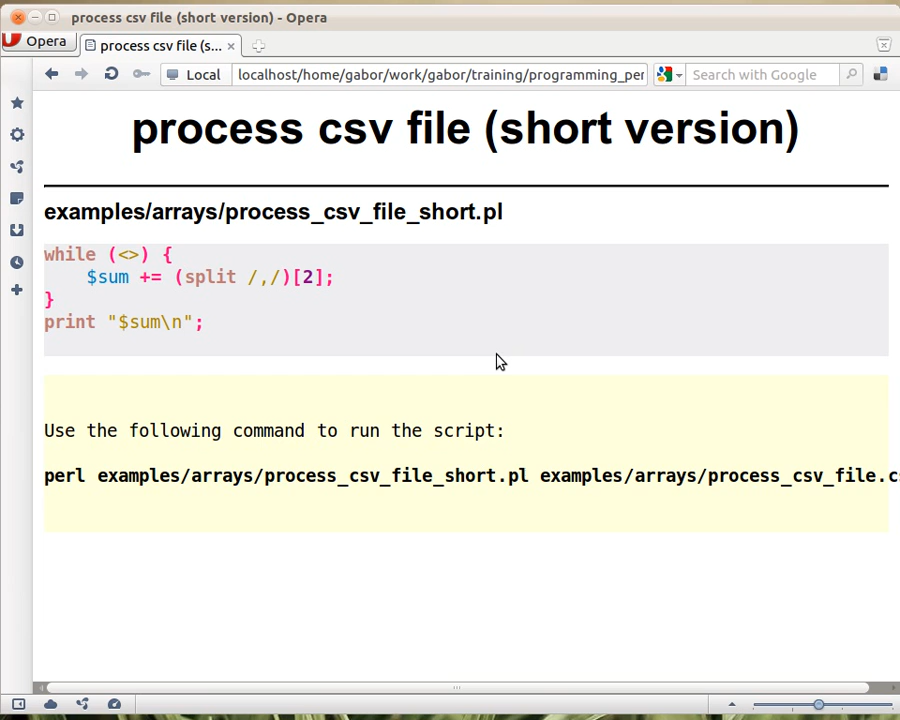 process csv file (short version) - Opera
Opera
process csv file (s...
Local
localhost/home/gabor/work/gabor/training/programming_per
Search with Google
process csv file (short version)
examples/arrays/process_csv_file_short.pl
while (<>) {
    $sum += (split /,/)[2];
}
print "$sum\n";
Use the following command to run the script:
perl examples/arrays/process_csv_file_short.pl examples/arrays/process_csv_file.cs